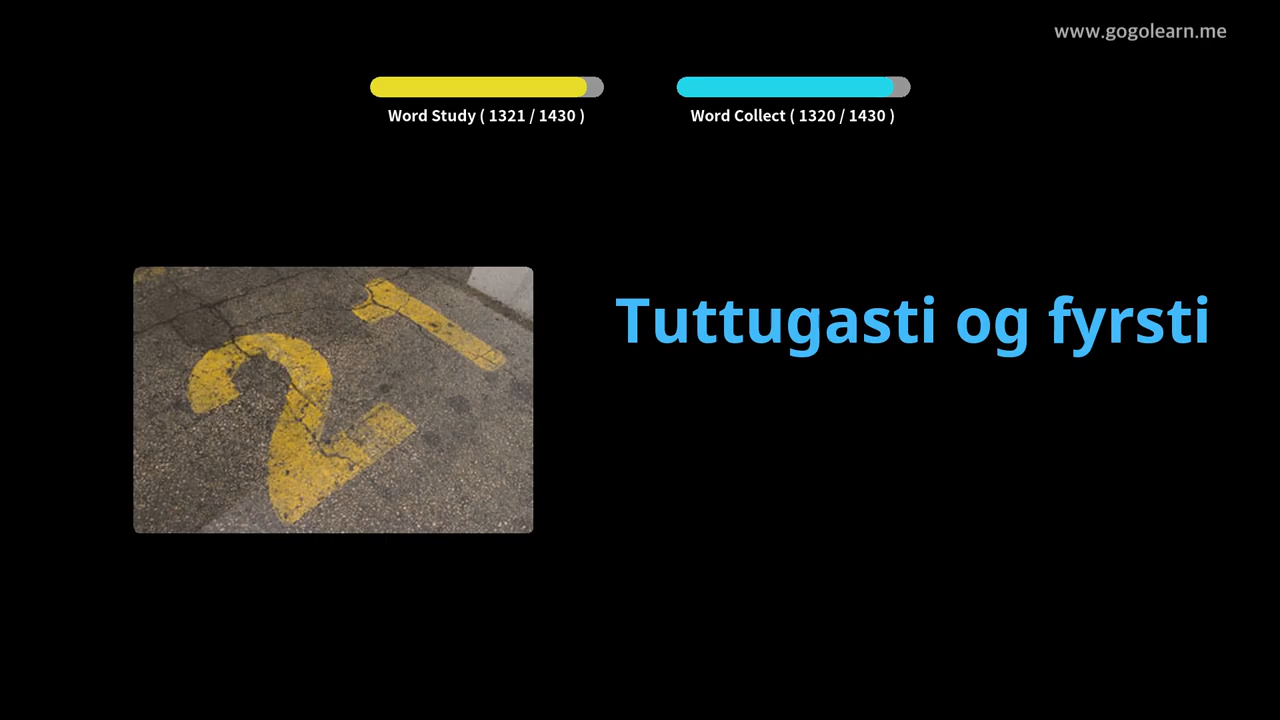 www.gogolearn.me
Word Study ( 1321 / 1430 )
Word Collect ( 1320 / 1430 )
21
Tuttugasti og fyrsti